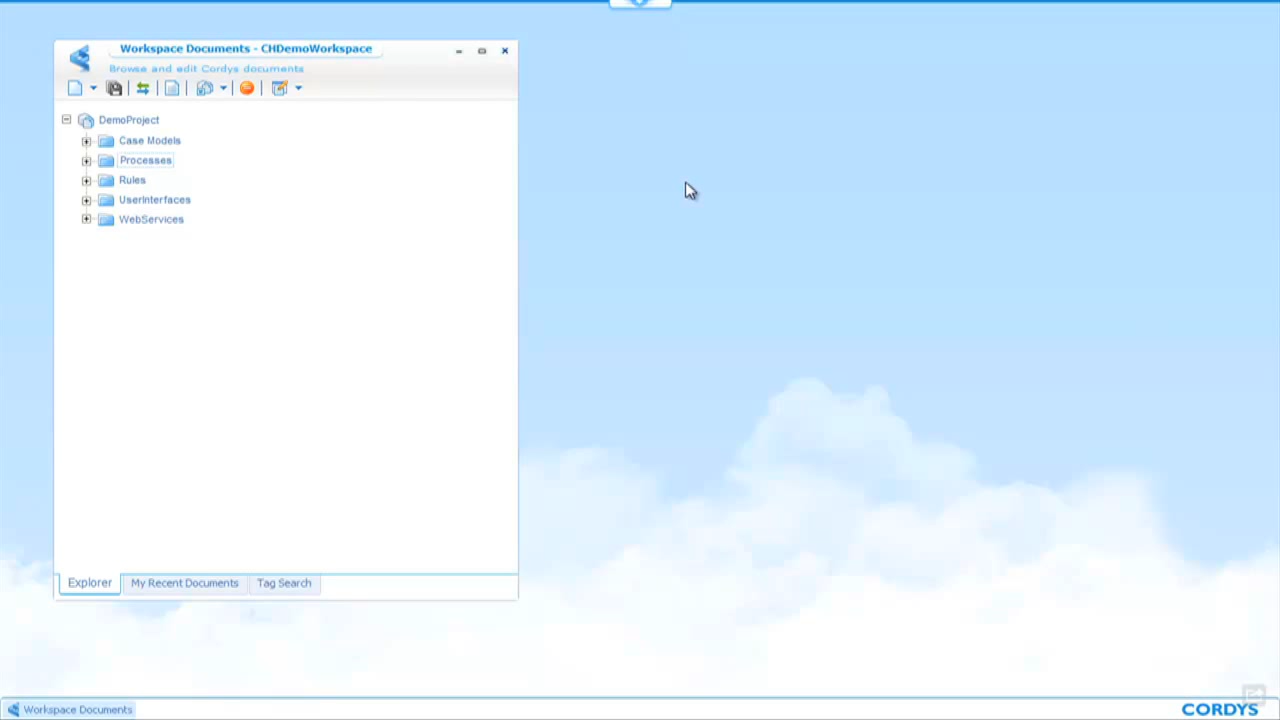 Workspace Documents - CHDemoWorkspace
Browse and edit Cordys documents
DemoProject
Case Models
Processes
Rules
UserInterfaces
WebServices
Explorer
My Recent Documents
Tag Search
Workspace Documents
CORDYS